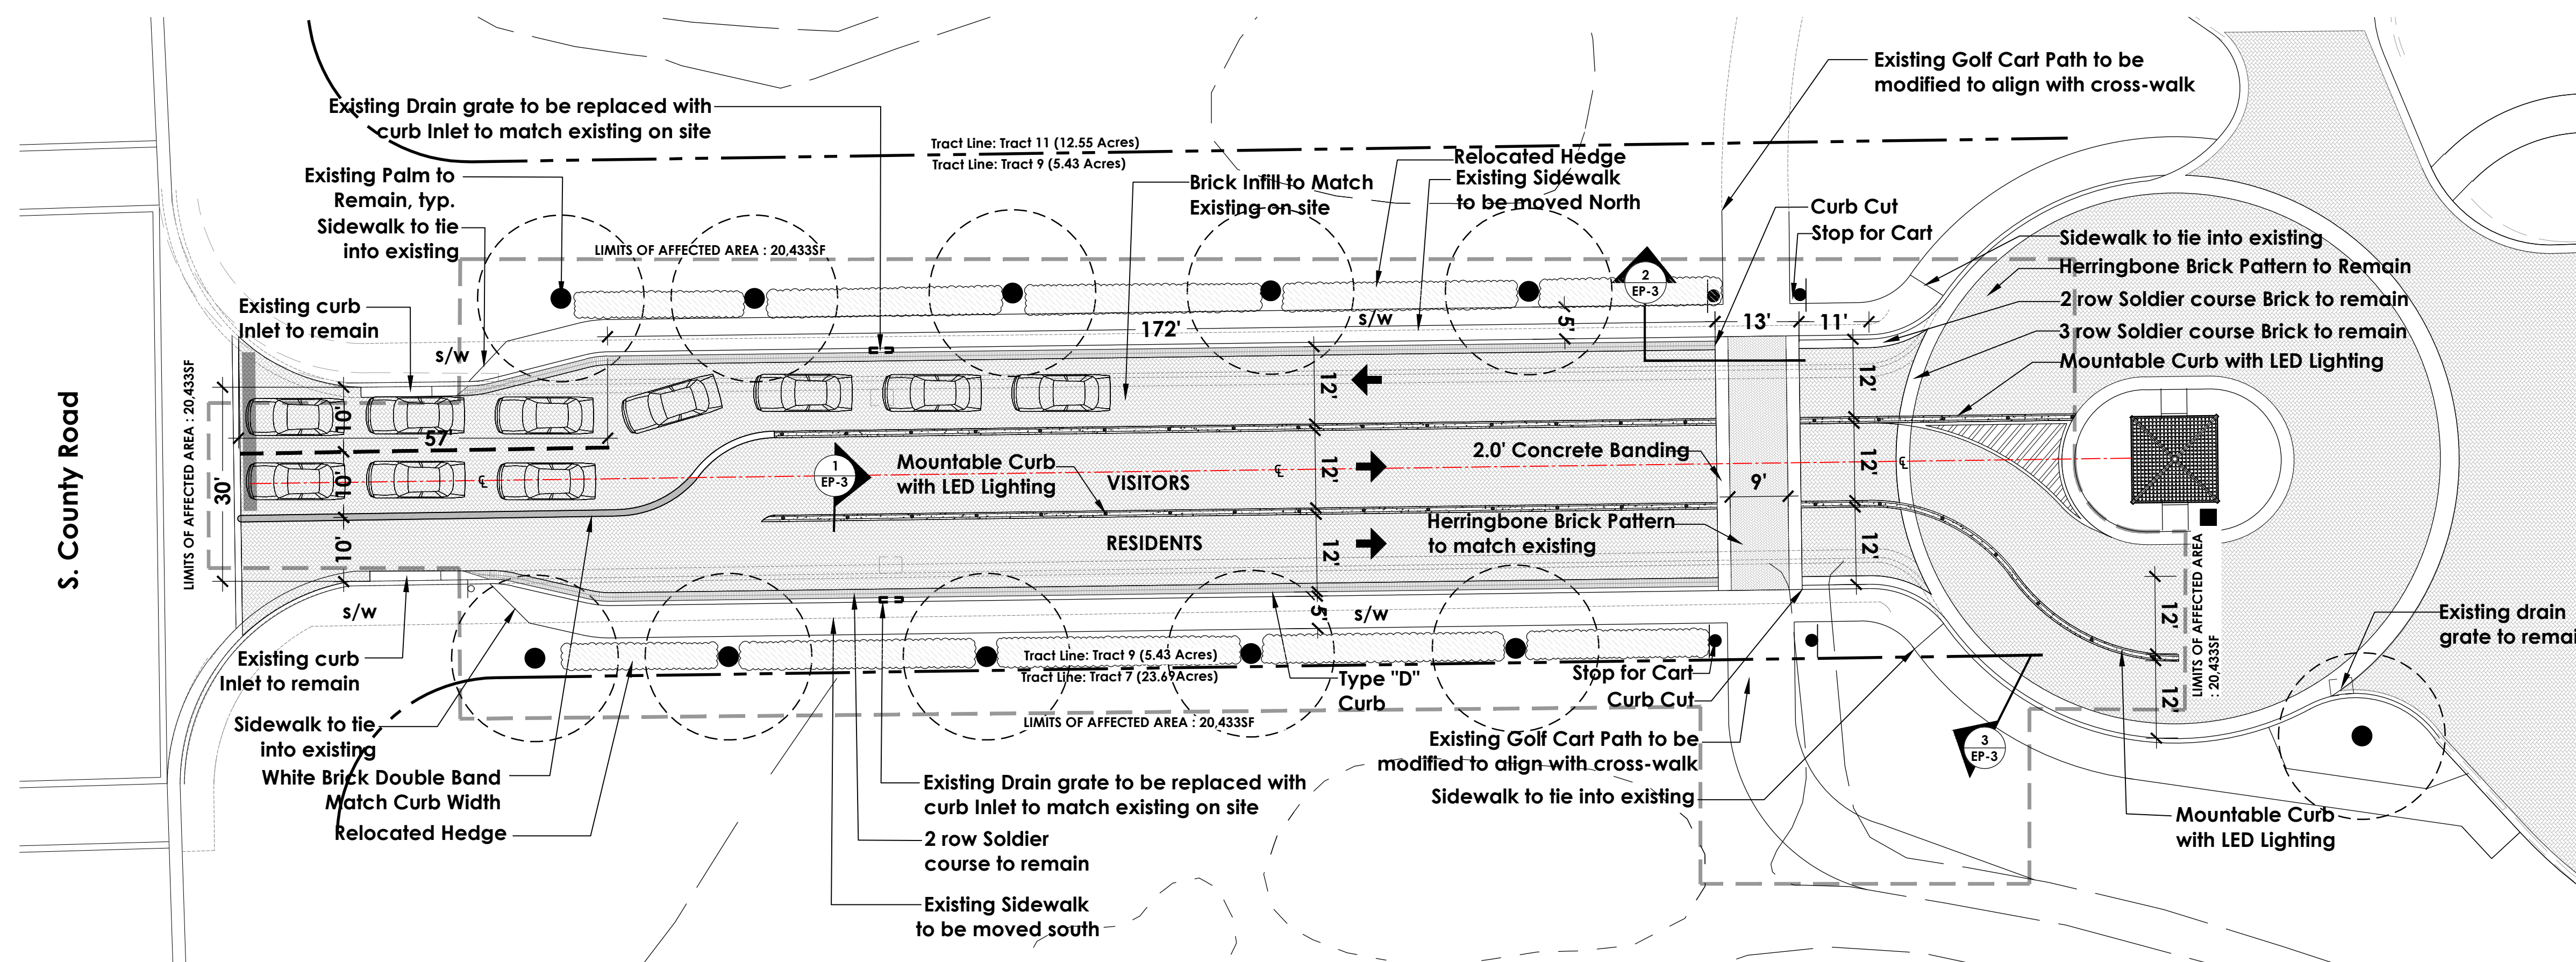 Existing Golf Cart Path to be
modified to align with cross-walk
Existing Drain grate to be replaced with
curb Inlet to match existing on site
Tract Line: Tract 11 (12.55 Acres)
Tract Line: Tract 9 (5.43 Acres)
Relocated Hedge
Existing Sidewalk
to be moved North
Existing Palm to
Remain, typ.
Brick Infill to Match
Existing on site
Sidewalk to tie
into existing
Curb Cut
Stop for Cart
LIMITS OF AFFECTED AREA : 20,433SF
Sidewalk to tie into existing
Herringbone Brick Pattern to Remain
2 row Soldier course Brick to remain
3 row Soldier course Brick to remain
Mountable Curb with LED Lighting
2
EP-3
Existing curb
Inlet to remain
s/w
172'
s/w
5'
13'
11'
S. County Road
LIMITS OF AFFECTED AREA : 20,433SF
30'
10'
10'
10'
57'
12'
12'
12'
12'
12'
12'
1
EP-3
Mountable Curb
with LED Lighting
VISITORS
RESIDENTS
℄
℄
℄
2.0' Concrete Banding
9'
Herringbone Brick Pattern
to match existing
s/w
5'
s/w
Existing curb
Inlet to remain
Tract Line: Tract 9 (5.43 Acres)
Tract Line: Tract 7 (23.69Acres)
LIMITS OF AFFECTED AREA : 20,433SF
Type "D"
Curb
Stop for Cart
Curb Cut
12'
12'
LIMITS OF AFFECTED AREA
: 20,433SF
Existing drain
grate to remai
Sidewalk to tie
into existing
White Brick Double Band
Match Curb Width
Relocated Hedge
Existing Golf Cart Path to be
modified to align with cross-walk
Sidewalk to tie into existing
3
EP-3
Existing Drain grate to be replaced with
curb Inlet to match existing on site
2 row Soldier
course to remain
Existing Sidewalk
to be moved south
Mountable Curb
with LED Lighting